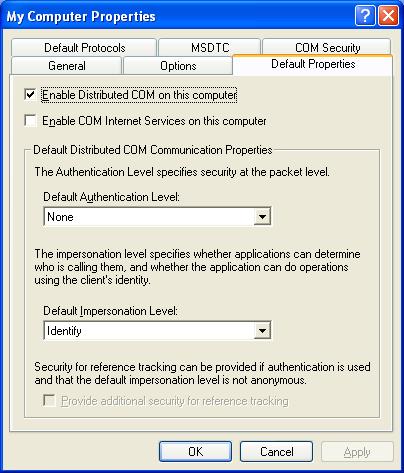 My Computer Properties
Default Protocols MSDTC COM Security
General Options Default Properties
Enable Distributed COM on this computer
Enable COM Internet Services on this computer
Default Distributed COM Communication Properties
The Authentication Level specifies security at the packet level.
Default Authentication Level:
None
The impersonation level specifies whether applications can determine
who is calling them, and whether the application can do operations
using the client's identity.
Default Impersonation Level:
Identify
Security for reference tracking can be provided if authentication is used
and that the default impersonation level is not anonymous.
Provide additional security for reference tracking
OK Cancel Apply